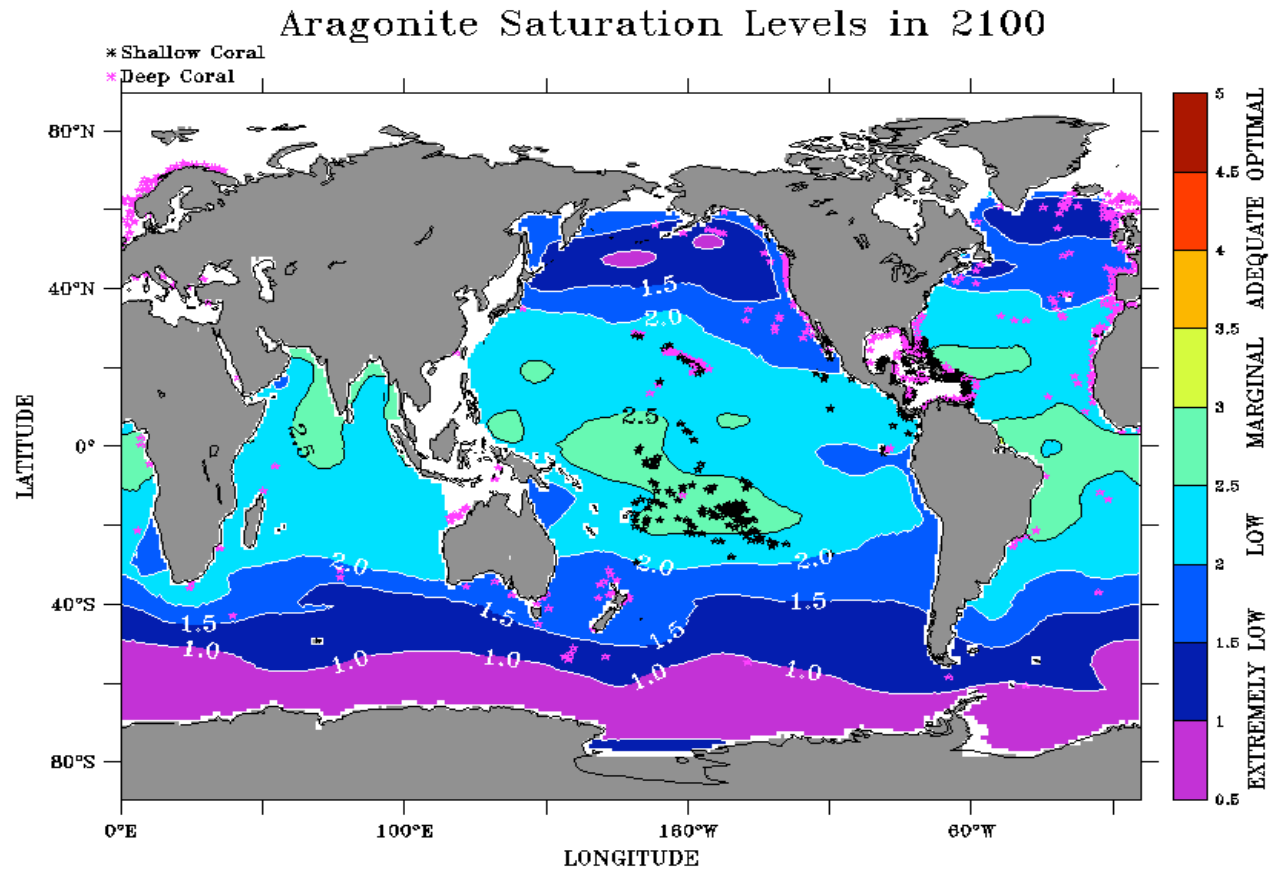 Aragonite Saturation Levels in 2100
*Shallow Coral
*Deep Coral
80°N
40°N
0°
40°S
80°S
LATITUDE
1.5
2.0
2.5
2.5
2.0
2.0
2.0
1.5
1.5
1.5
1.5
1.0
1.0
1.0
1.0
1.0
0°E
100°E
160°W
60°W
LONGITUDE
5
4.5
4
3.5
3
2.5
2
1.5
1
0.5
EXTREMELY LOW LOW MARGINAL ADEQUATE OPTIMAL